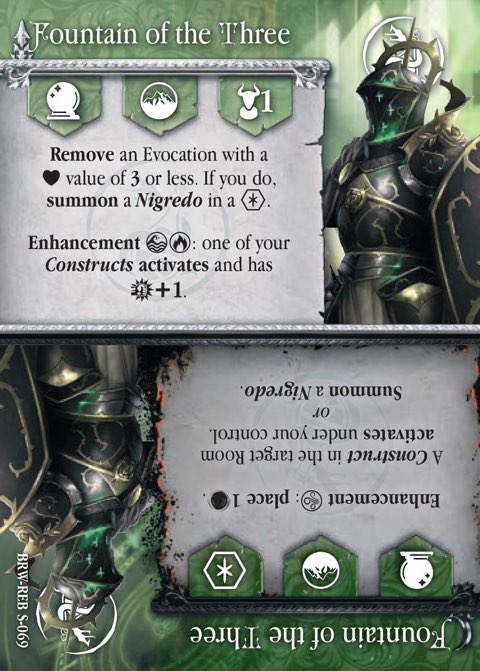 Fountain of the Three
1
Remove an Evocation with a
value of 3 or less. If you do,
summon a Nigredo in a .
Enhancement : one of your
Constructs activates and has
+1.
Fountain of the Three
Enhancement : place 1 .
A Construct in the target Room
activates under your control.
or
Summon a Nigredo.
BRW-REB S-069